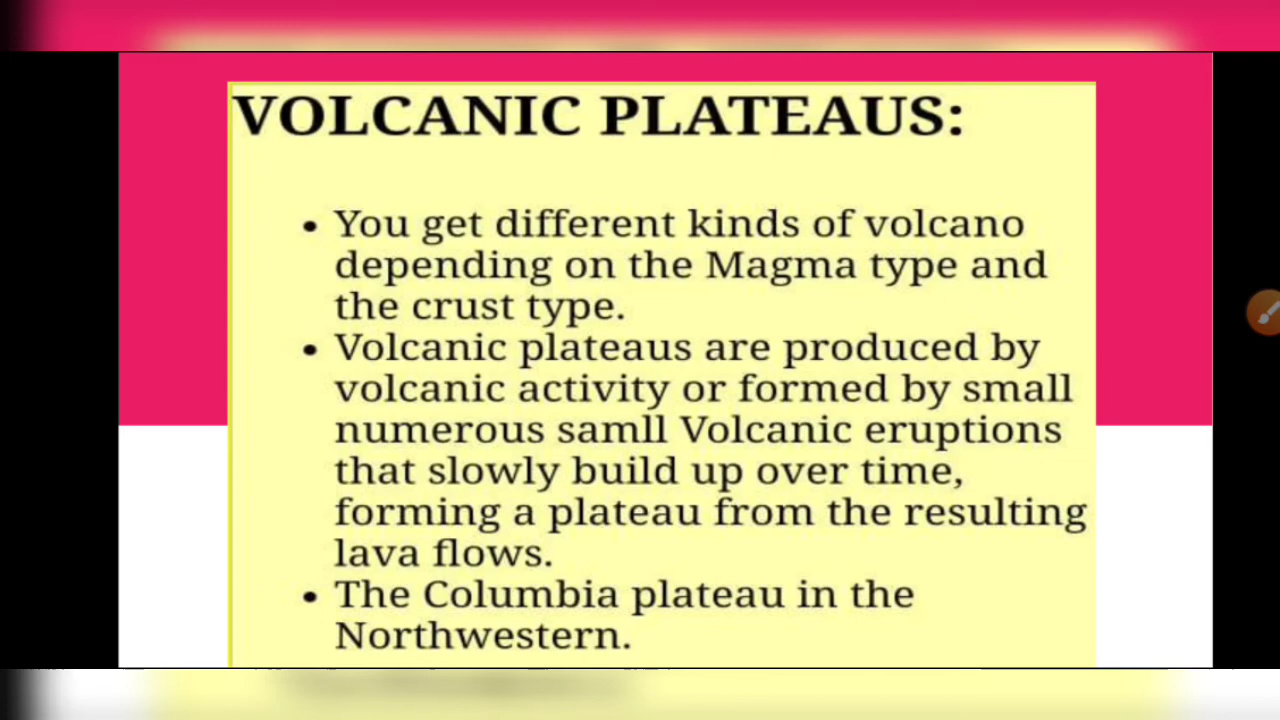 VOLCANIC PLATEAUS:
• You get different kinds of volcano
depending on the Magma type and
the crust type.
• Volcanic plateaus are produced by
volcanic activity or formed by small
numerous samll Volcanic eruptions
that slowly build up over time,
forming a plateau from the resulting
lava flows.
• The Columbia plateau in the
Northwestern.